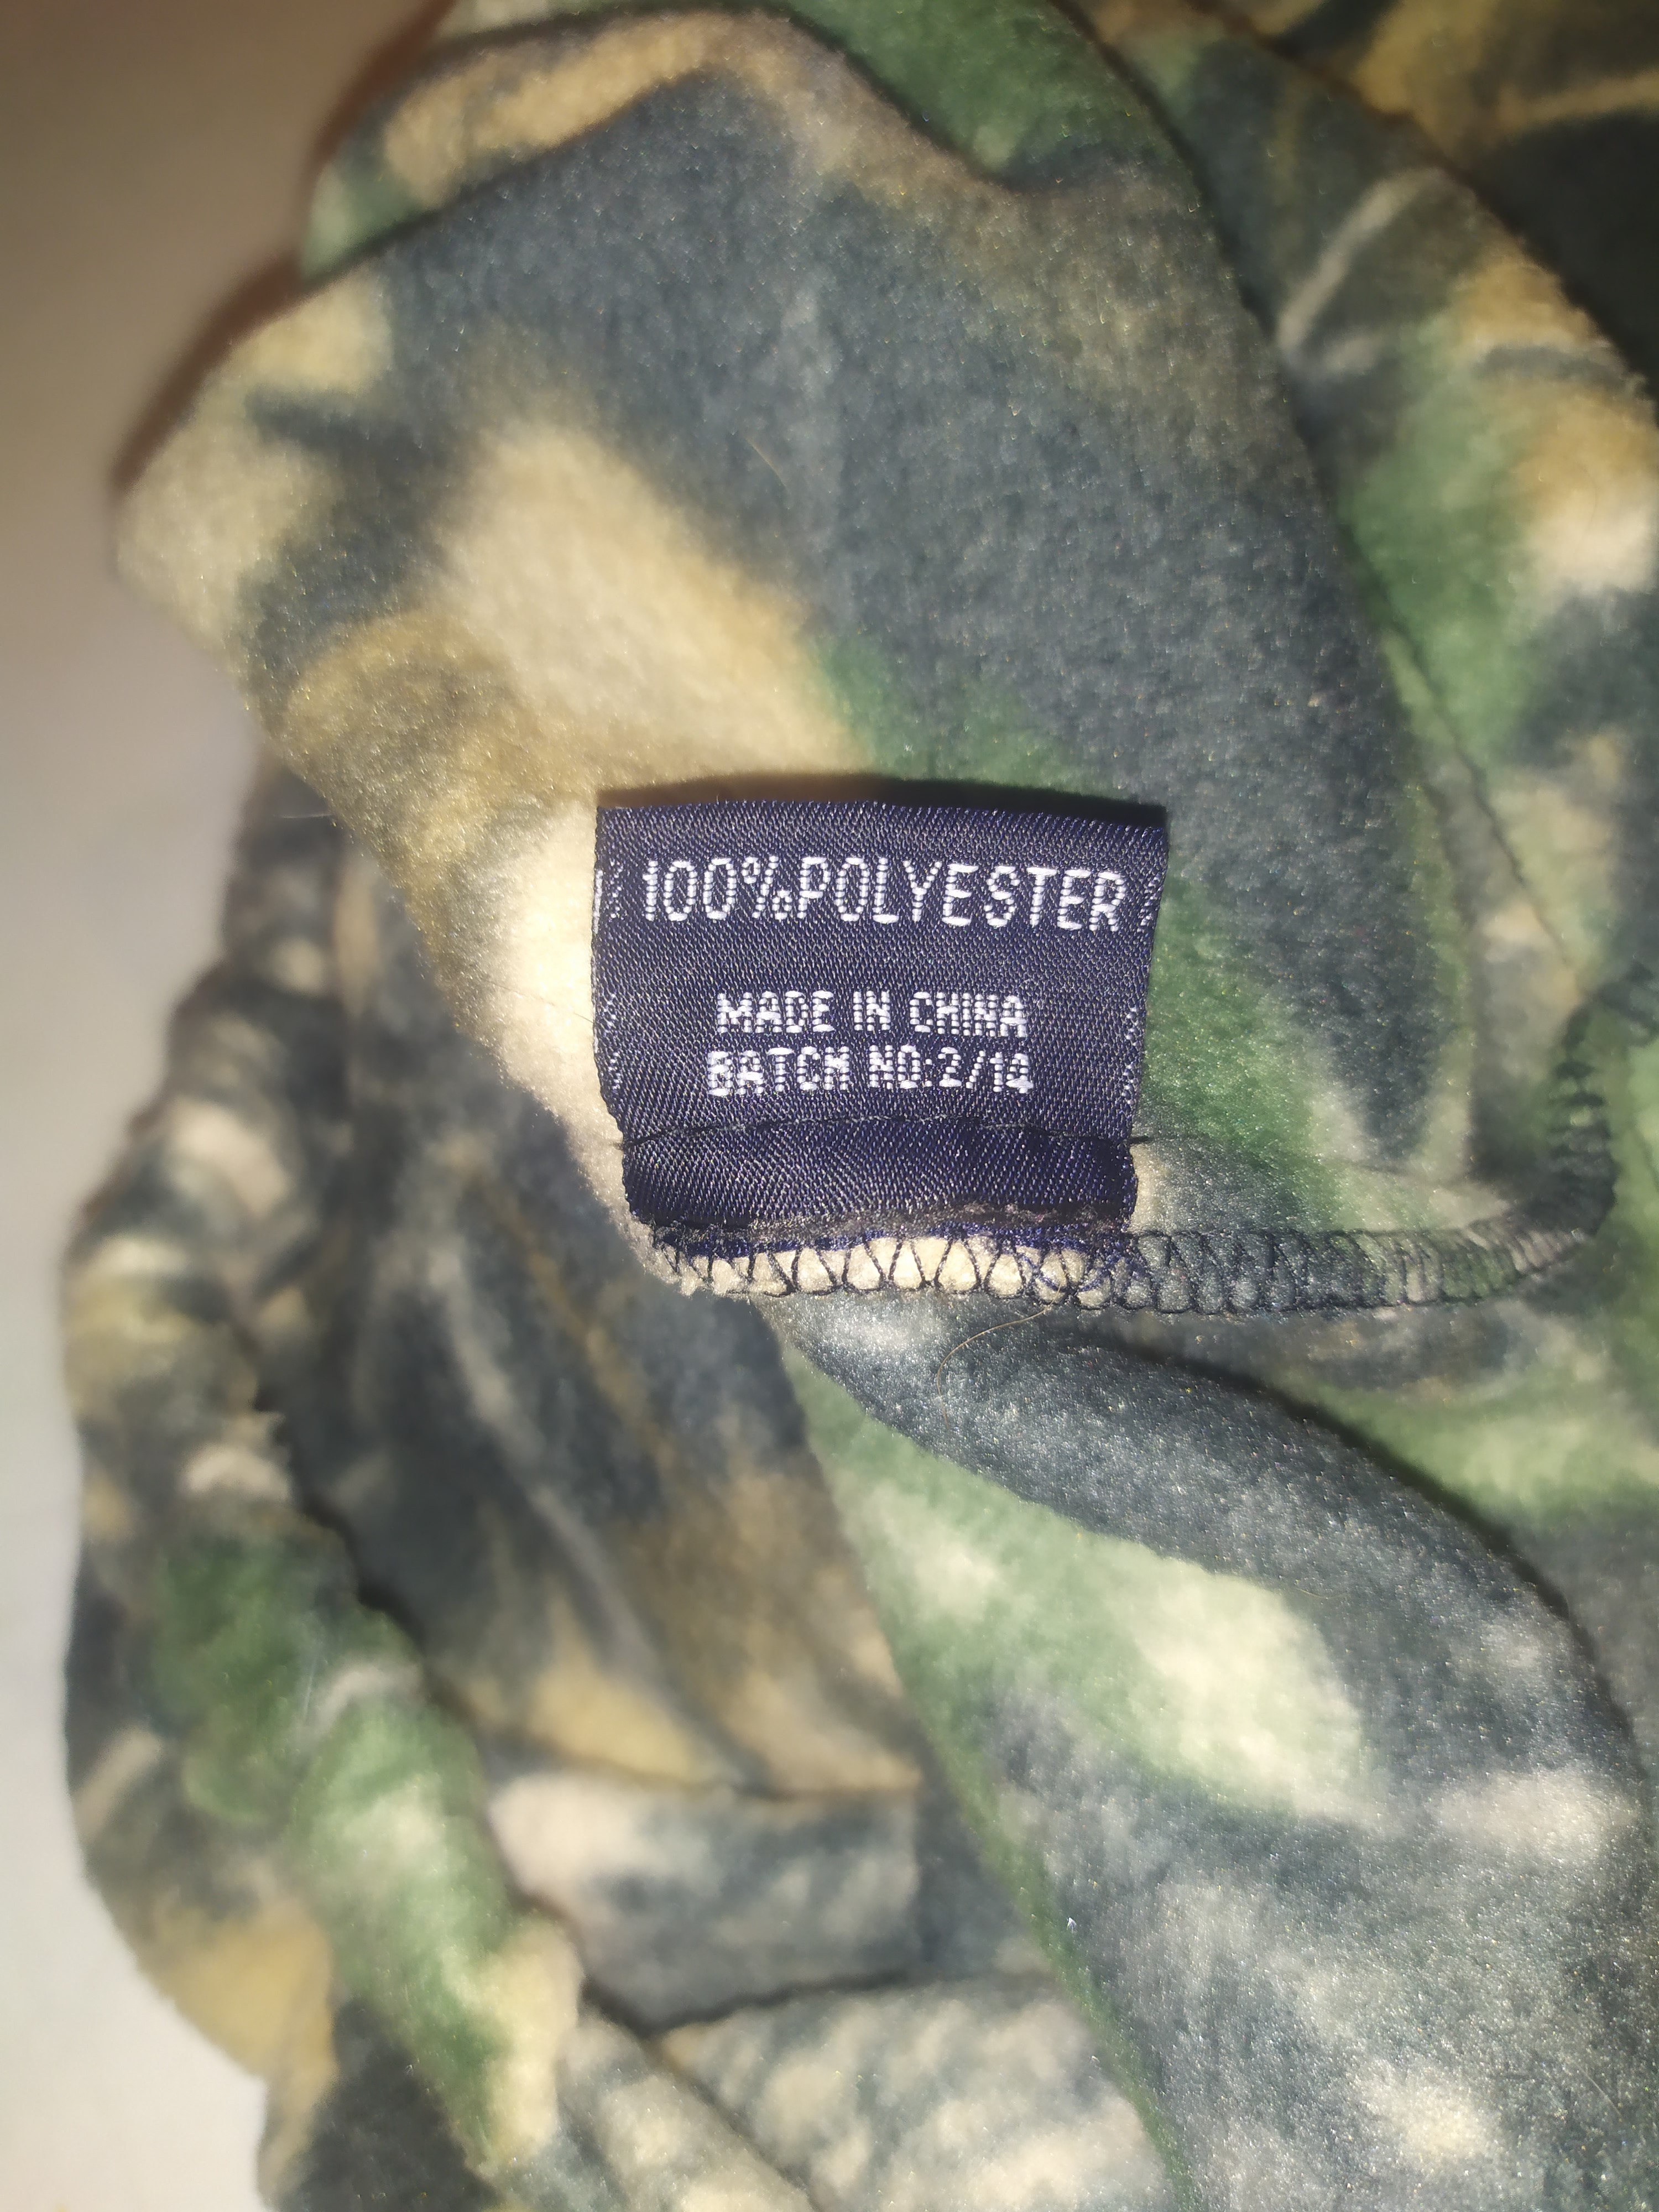 100%POLYESTER
MADE IN CHINA
BATCH NO:2/14